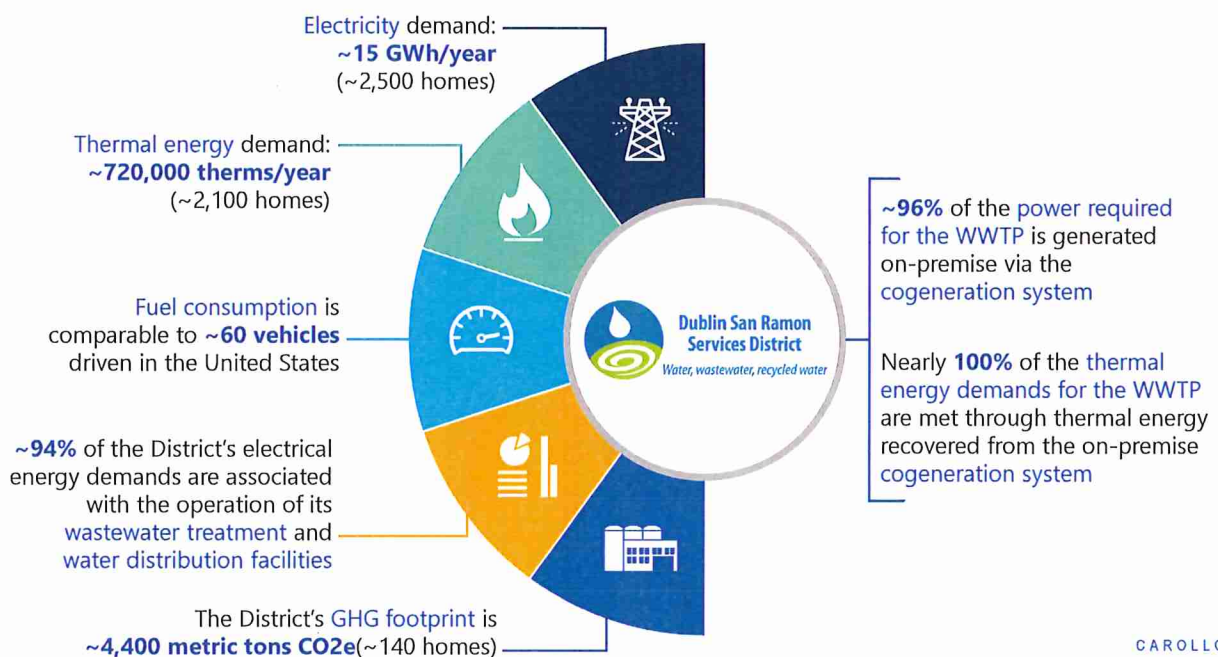 Electricity demand:
~15 GWh/year
(~2,500 homes)
Thermal energy demand:
~720,000 therms/year
(~2,100 homes)
Fuel consumption is
comparable to ~60 vehicles
driven in the United States
~94% of the District's electrical
energy demands are associated
with the operation of its
wastewater treatment and
water distribution facilities
The District's GHG footprint is
~4,400 metric tons CO2e(~140 homes)
Dublin San Ramon
Services District
Water, wastewater, recycled water
~96% of the power required
for the WWTP is generated
on-premise via the
cogeneration system
Nearly 100% of the thermal
energy demands for the WWTP
are met through thermal energy
recovered from the on-premise
cogeneration system
CAROLLO